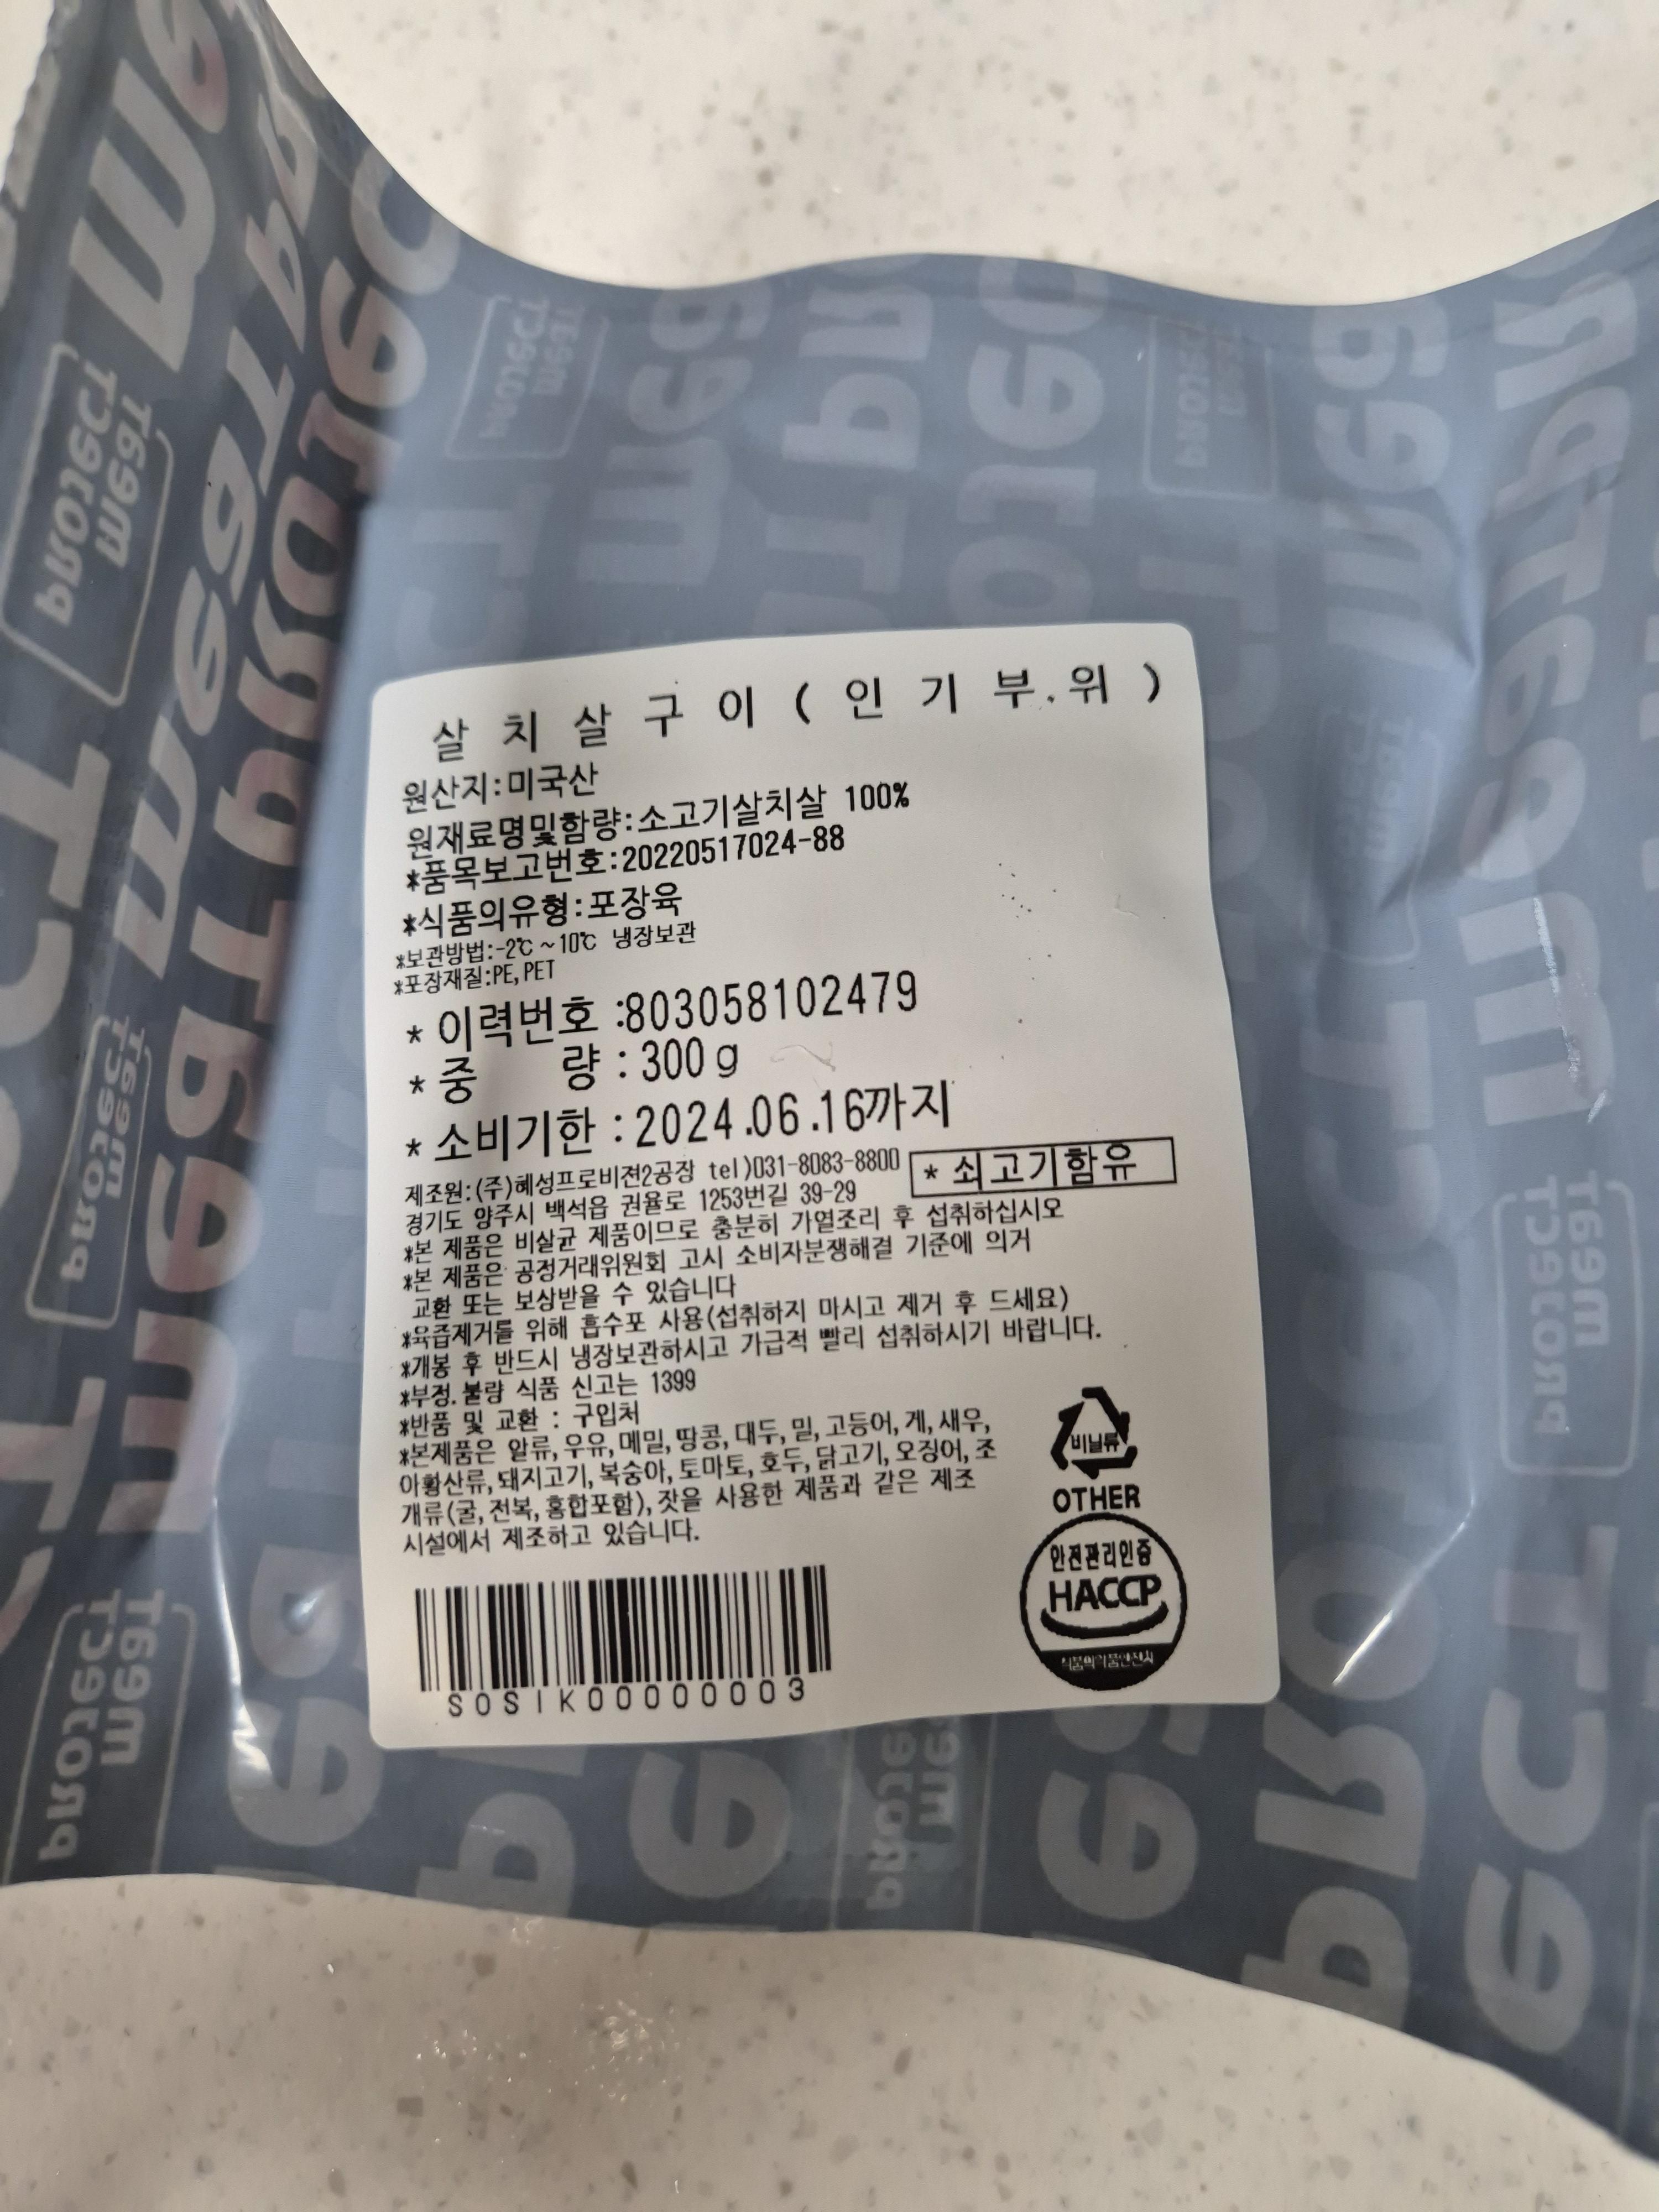 살치살구이(인기부.위)
원산지:미국산
원재료명및함량:소고기살치살 100%
*품목보고번호:20220517024-88
*식품의유형:포장육
*보관방법:-2℃~10℃ 냉장보관
*포장재질:PE,PET
* 이력번호 :803058102479
* 중 량 : 300 g
* 소비기한 : 2024.06.16까지
제조원:(주)혜성프로비젼2공장 tel)031-8083-8800
* 쇠고기함유
경기도 양주시 백석읍 권율로 1253번길 39-29
*본 제품은 비살균 제품이므로 충분히 가열조리 후 섭취하십시오
*본 제품은 공정거래위원회 고시 소비자분쟁해결 기준에 의거
교환 또는 보상받을 수 있습니다
*육즙제거를 위해 흡수포 사용(섭취하지 마시고 제거 후 드세요)
*개봉 후 반드시 냉장보관하시고 가급적 빨리 섭취하시기 바랍니다.
*부정.불량 식품 신고는 1399
*반품 및 교환 : 구입처
*본제품은 알류,우유,메밀,땅콩,대두,밀,고등어,게,새우,
아황산류,돼지고기,복숭아,토마토,호두,닭고기,오징어,조
개류(굴,전복,홍합포함),잣을 사용한 제품과 같은 제조
시설에서 제조하고 있습니다.
비닐류
OTHER
안전관리인증
HACCP
SOSIK00000003
TeamM
PROTECT